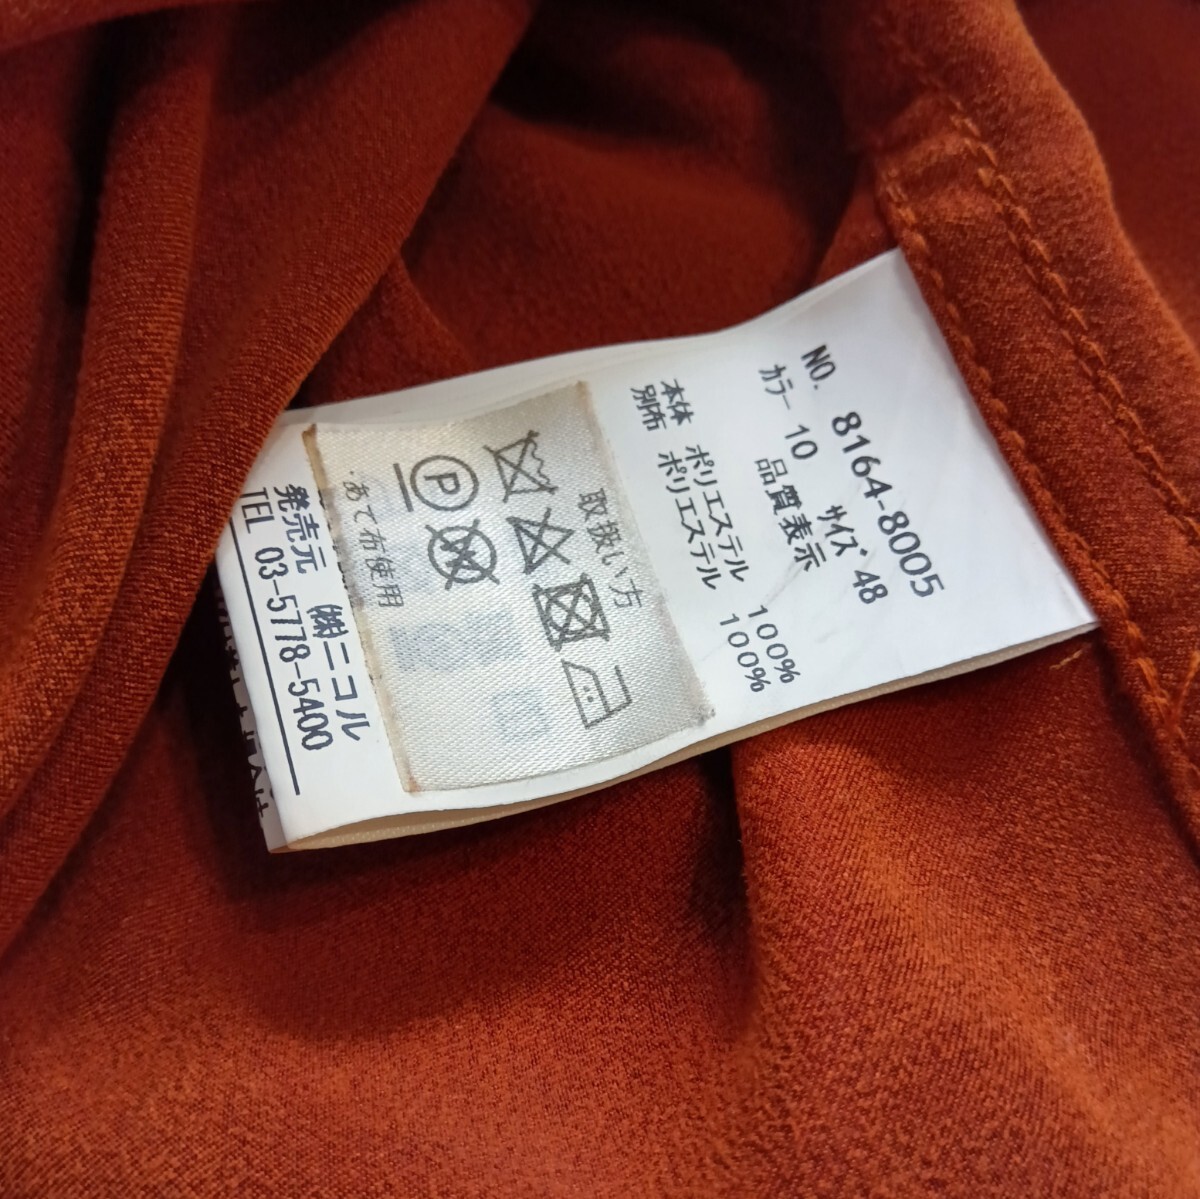 NO. 8164-8005
カラー 10 サイズ 48
品質表示
本体 ポリエステル 100%
別布 ポリエステル 100%
取扱い方
P
W
.あて布使用
発売元 ㈱ニコル
TEL 03-5778-5400